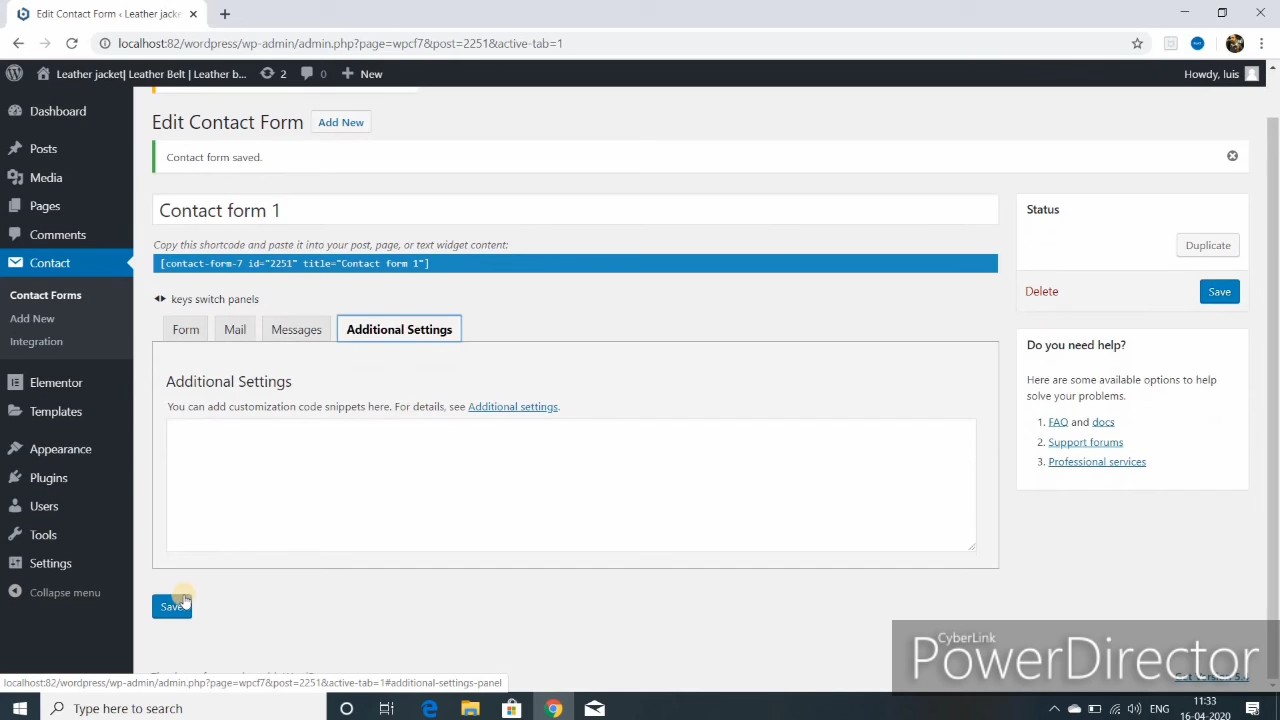 Edit Contact Form ‹ Leather jacke
localhost:82/wordpress/wp-admin/admin.php?page=wpcf7&post=2251&active-tab=1
Leather jacket| Leather Belt | Leather b...
2
0
New
Howdy, luis
Dashboard
Posts
Media
Pages
Comments
Contact
Contact Forms
Add New
Integration
Elementor
Templates
Appearance
Plugins
Users
Tools
Settings
Collapse menu
Edit Contact Form
Add New
Contact form saved.
Contact form 1
Copy this shortcode and paste it into your post, page, or text widget content:
[contact-form-7 id="2251" title="Contact form 1"]
keys switch panels
Form
Mail
Messages
Additional Settings
Additional Settings
You can add customization code snippets here. For details, see Additional settings.
Save
Status
Duplicate
Delete
Save
Do you need help?
Here are some available options to help
solve your problems.
1. FAQ and docs
2. Support forums
3. Professional services
CyberLink
PowerDirector
localhost:82/wordpress/wp-admin/admin.php?page=wpcf7&post=2251&active-tab=1#additional-settings-panel
Type here to search
ENG
11:33
16-04-2020